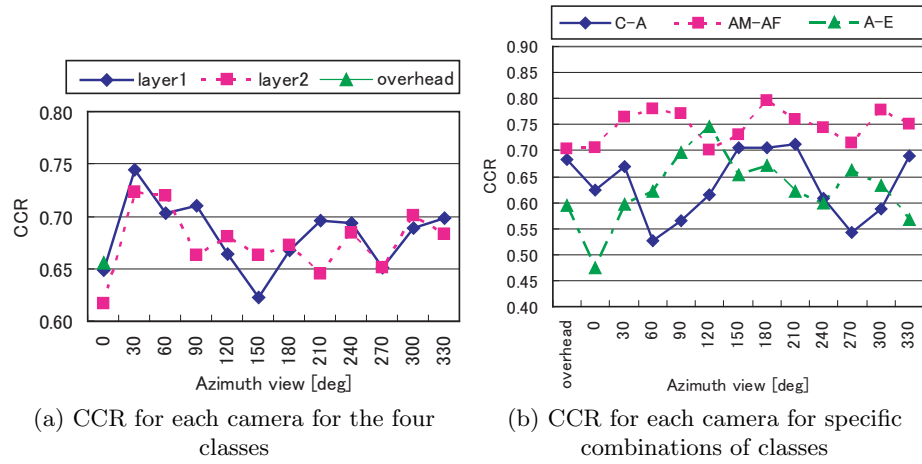 layer1 layer2 overhead
0.80
0.75
0.70
0.65
0.60
CCR
0 30 60 90 120 150 180 210 240 270 300 330
Azimuth view [deg]
(a) CCR for each camera for the four
classes
C-A AM-AF A-E
0.90
0.85
0.80
0.75
0.70
0.65
0.60
0.55
0.50
0.45
0.40
CCR
overhead 0 30 60 90 120 150 180 210 240 270 300 330
Azimuth view [deg]
(b) CCR for each camera for specific
combinations of classes